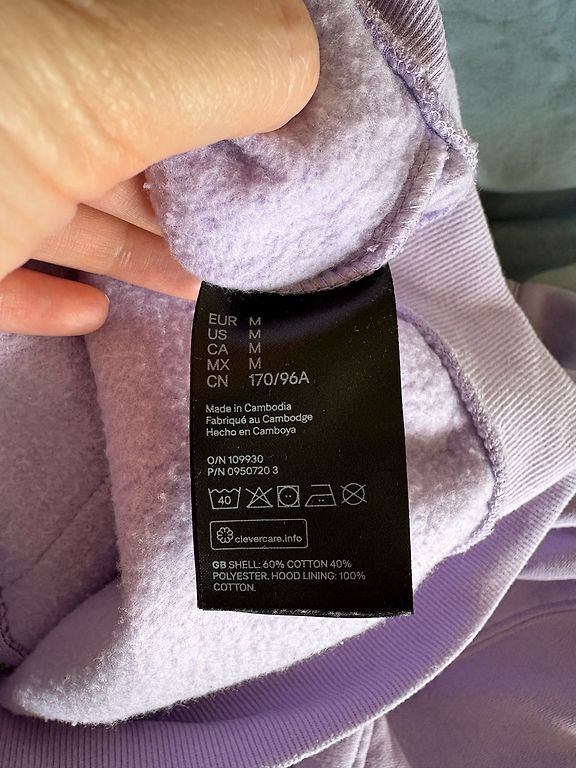 EUR M
US M
CA M
MX M
CN 170/96A
Made in Cambodia
Fabriqué au Cambodge
Hecho en Camboya
O/N 109930
P/N 0950720 3
40
clevercare.info
GB SHELL: 60% COTTON 40%
POLYESTER, HOOD LINING: 100%
COTTON.